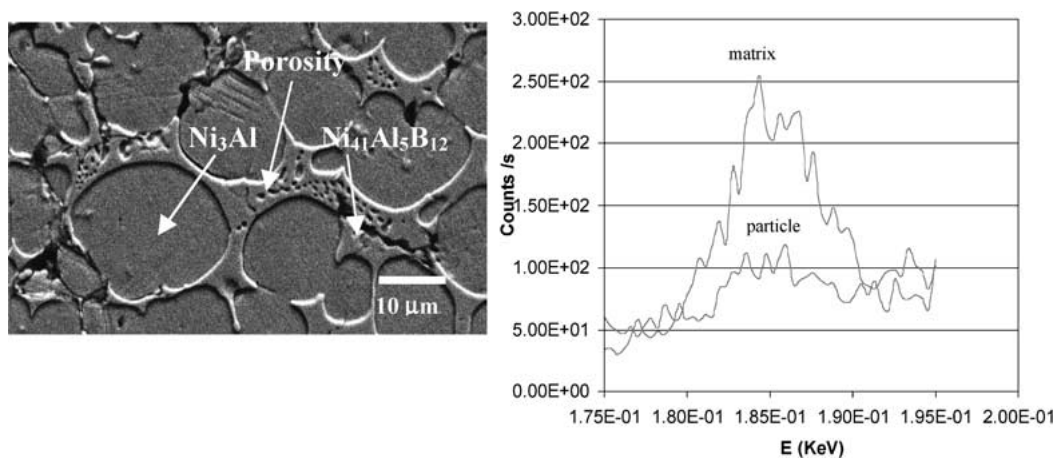 Porosity
Ni3Al
Ni41Al5B12
10 μm
3.00E+02
2.50E+02
2.00E+02
1.50E+02
1.00E+02
5.00E+01
0.00E+00
Counts /s
matrix
particle
1.75E-01 1.80E-01 1.85E-01 1.90E-01 1.95E-01 2.00E-01
E (KeV)